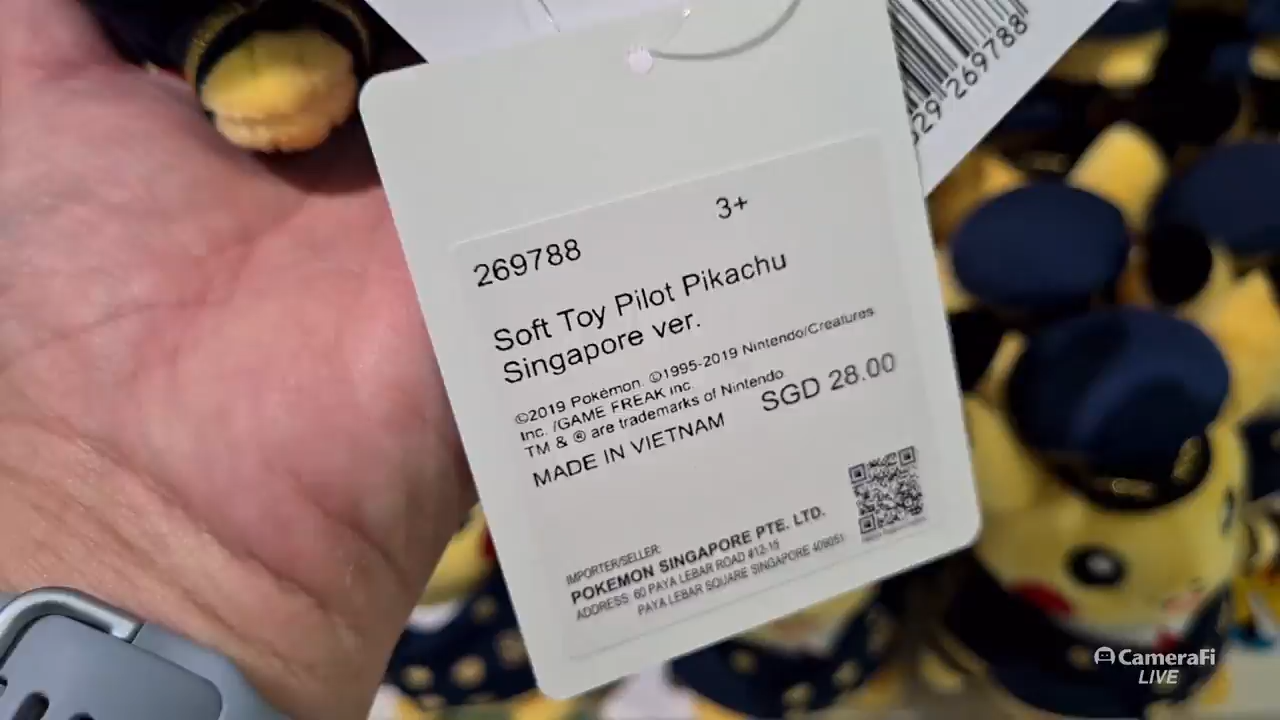 269788
3+
Soft Toy Pilot Pikachu
Singapore ver.
©2019 Pokémon. ©1995-2019 Nintendo/Creatures
Inc. /GAME FREAK inc.
TM & ® are trademarks of Nintendo
SGD 28.00
MADE IN VIETNAM
IMPORTER/SELLER:
POKEMON SINGAPORE PTE. LTD.
ADDRESS: 60 PAYA LEBAR ROAD #12-15
PAYA LEBAR SQUARE SINGAPORE 409051
29 269788
CameraFi
LIVE